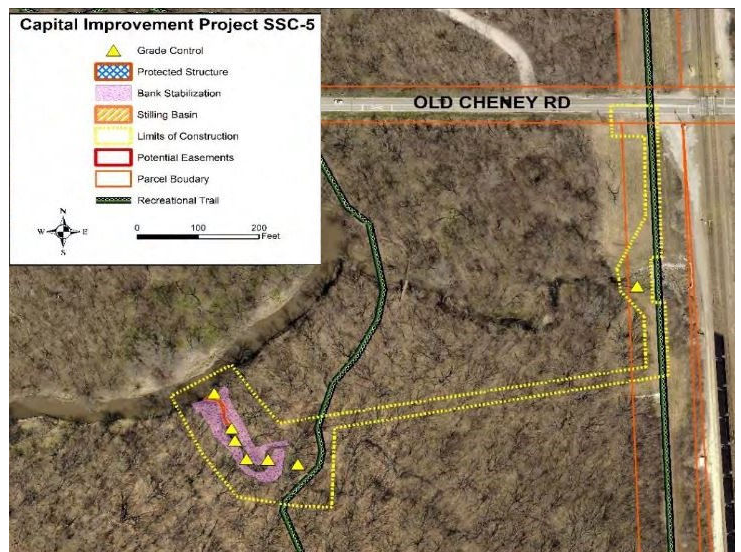 Capital Improvement Project SSC-5
Grade Control
Protected Structure
Bank Stabilization
Stilling Basin
Limits of Construction
Potential Easements
Parcel Boudary
Recreational Trail
N
W E
S
0 100 200
Feet
OLD CHENEY RD